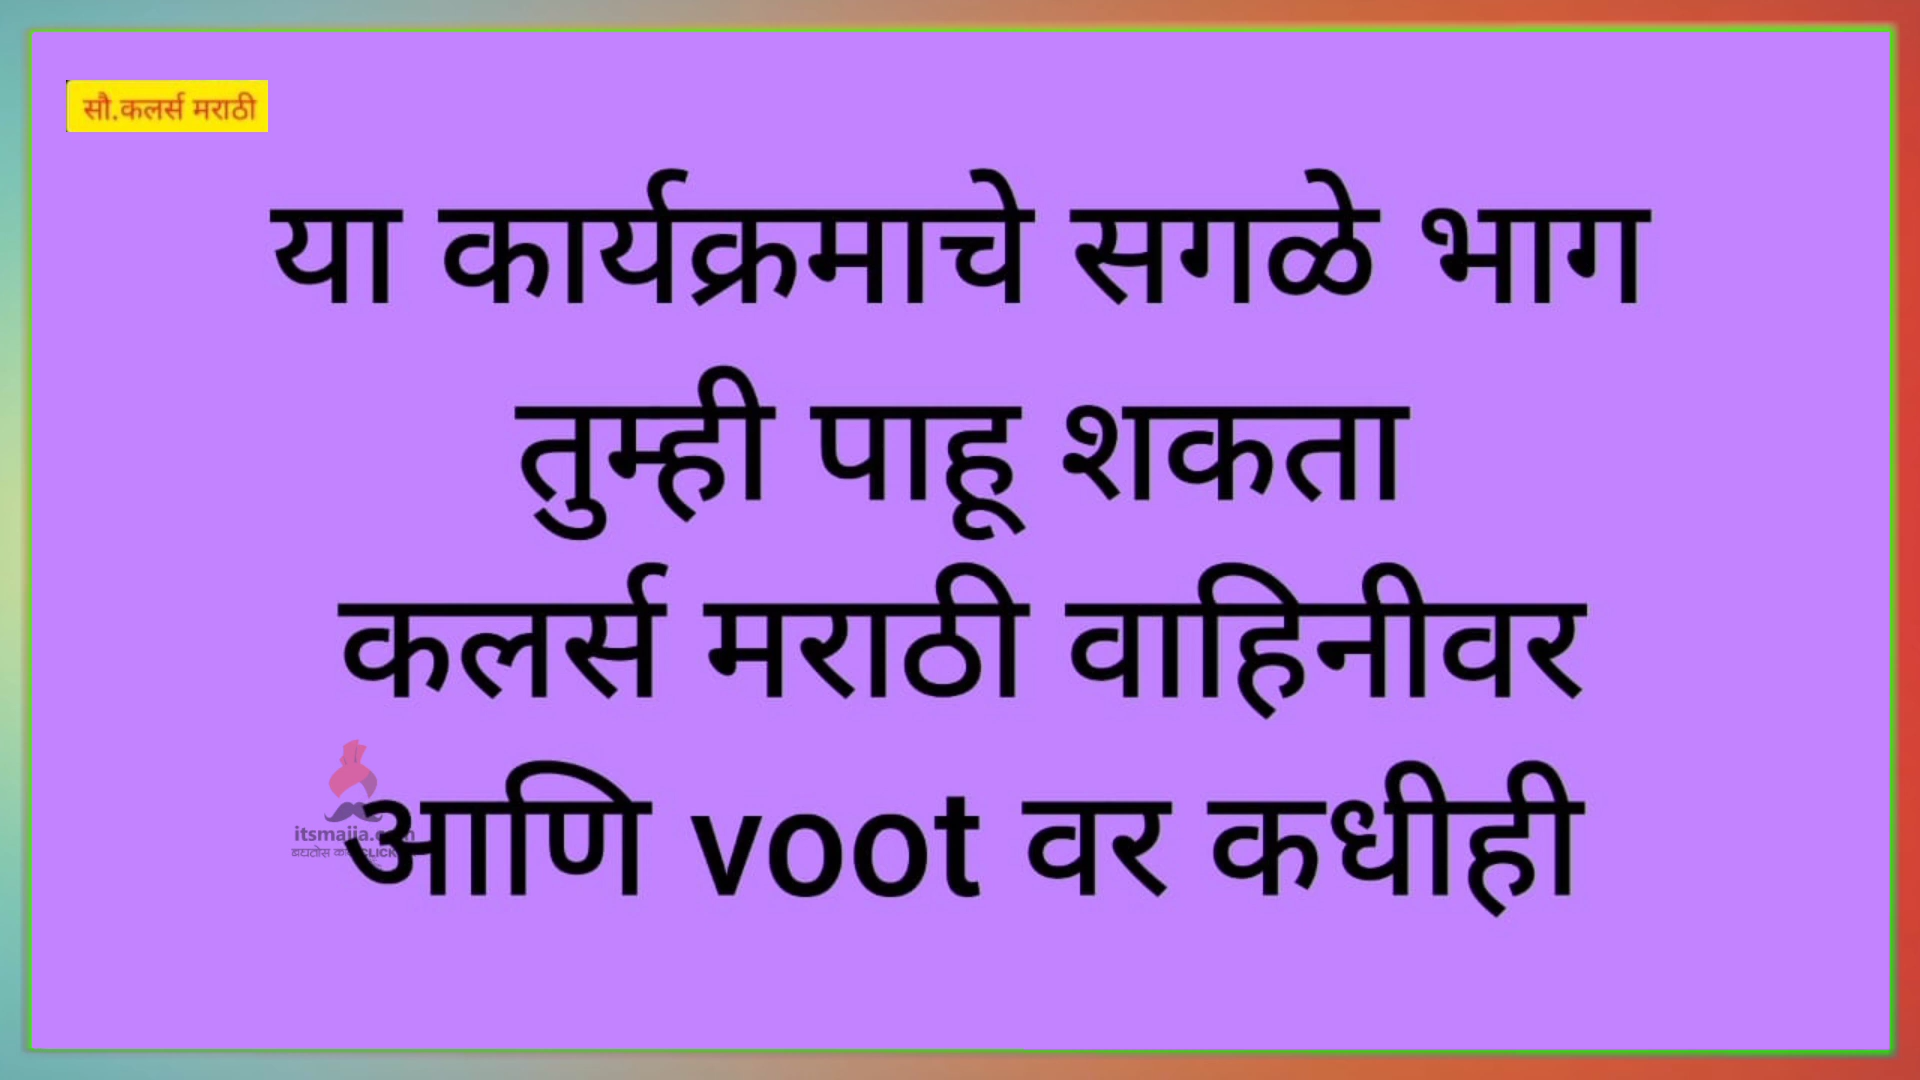 सौ.कलर्स मराठी
या कार्यक्रमाचे सगळे भाग
तुम्ही पाहू शकता
कलर्स मराठी वाहिनीवर
आणि voot वर कधीही